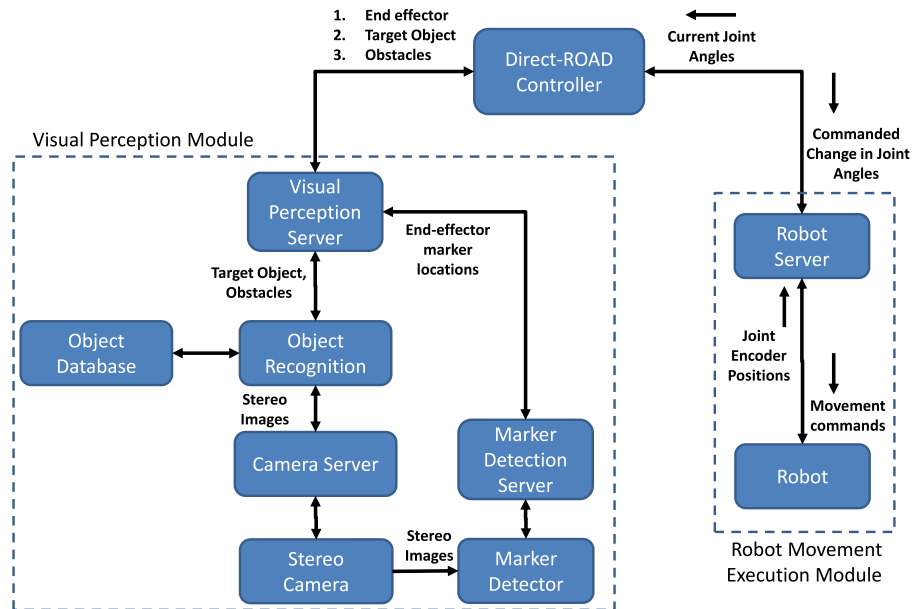 1. End effector
2. Target Object
3. Obstacles
Direct-ROAD
Controller
Current Joint
Angles
Commanded
Change in Joint
Angles
Visual Perception Module
Visual
Perception
Server
End-effector
marker
locations
Target Object,
Obstacles
Object
Database
Object
Recognition
Stereo
Images
Camera Server
Marker
Detection
Server
Stereo
Camera
Stereo
Images
Marker
Detector
Robot
Server
Joint
Encoder
Positions
Movement
commands
Robot
Robot Movement
Execution Module